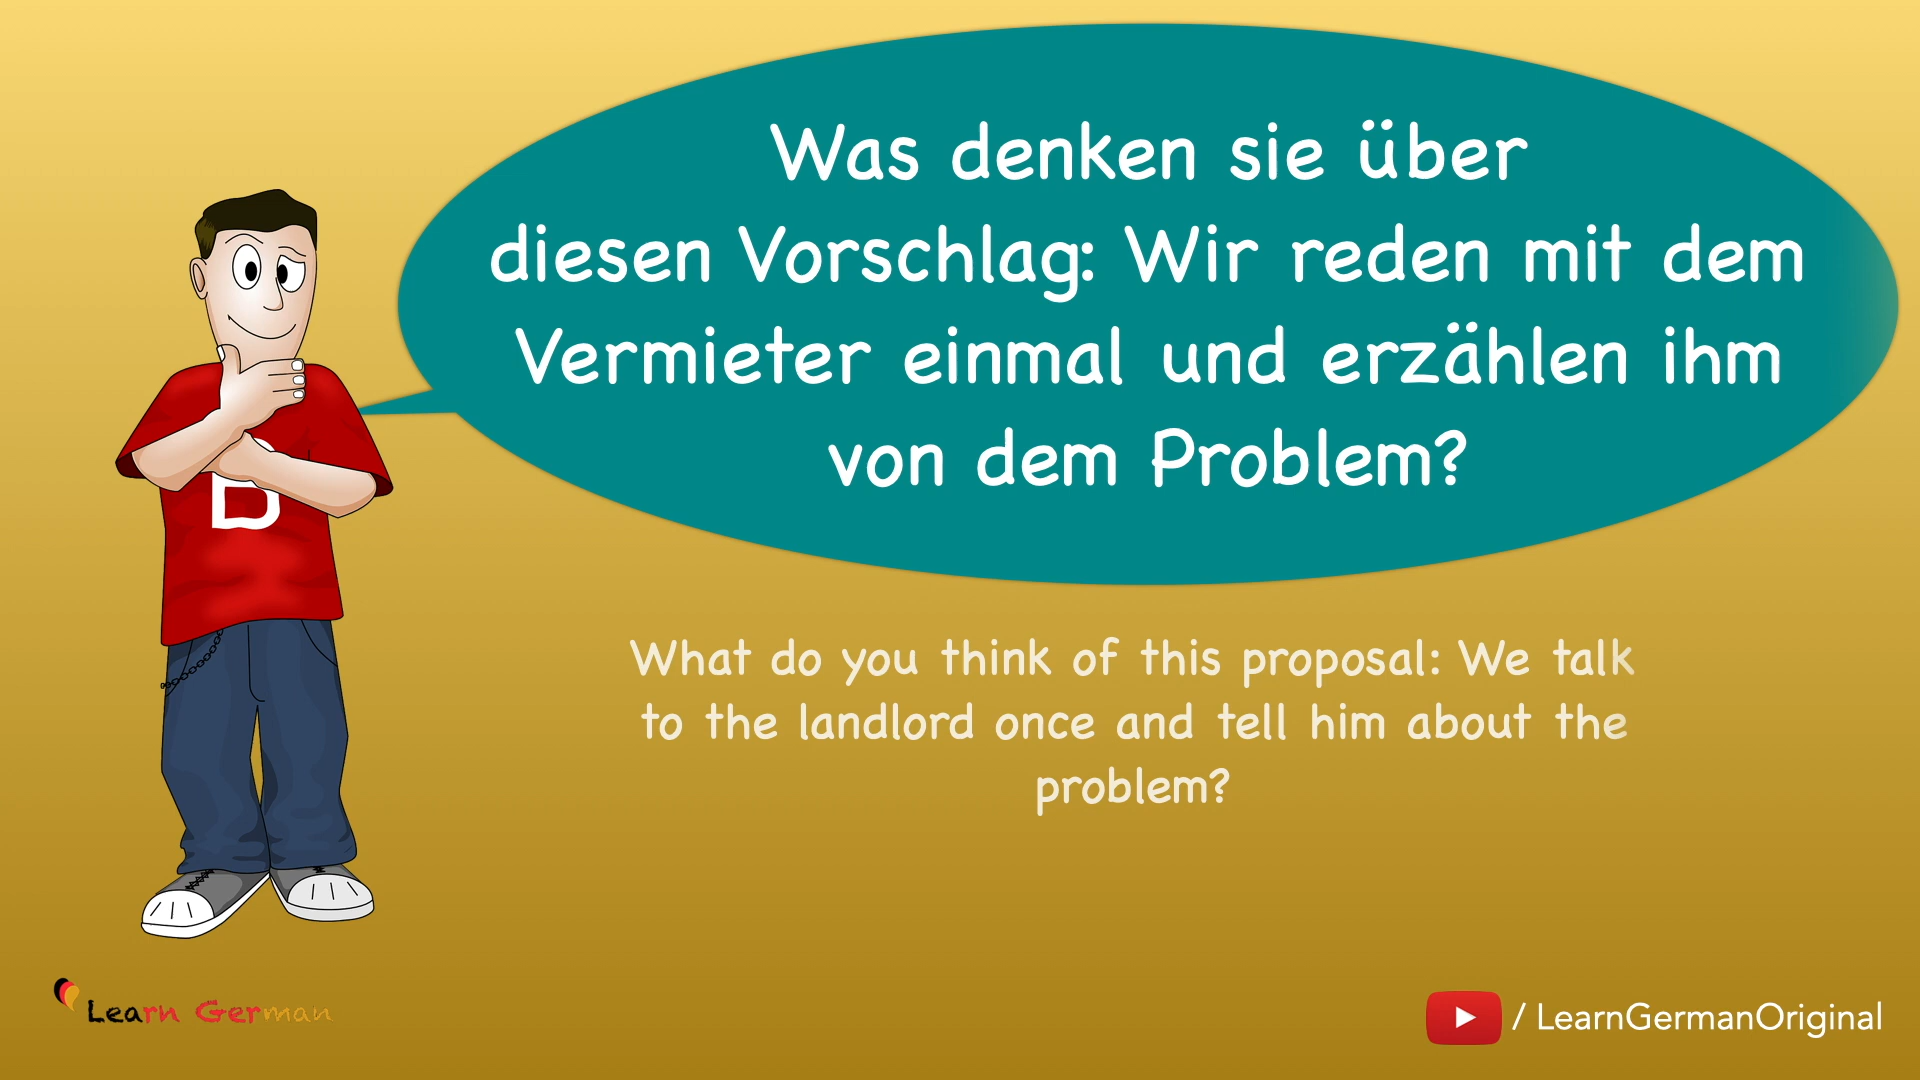 Was denken sie über
diesen Vorschlag: Wir reden mit dem
Vermieter einmal und erzählen ihm
von dem Problem?
What do you think of this proposal: We talk
to the landlord once and tell him about the
problem?
B
Learn German
/ LearnGermanOriginal